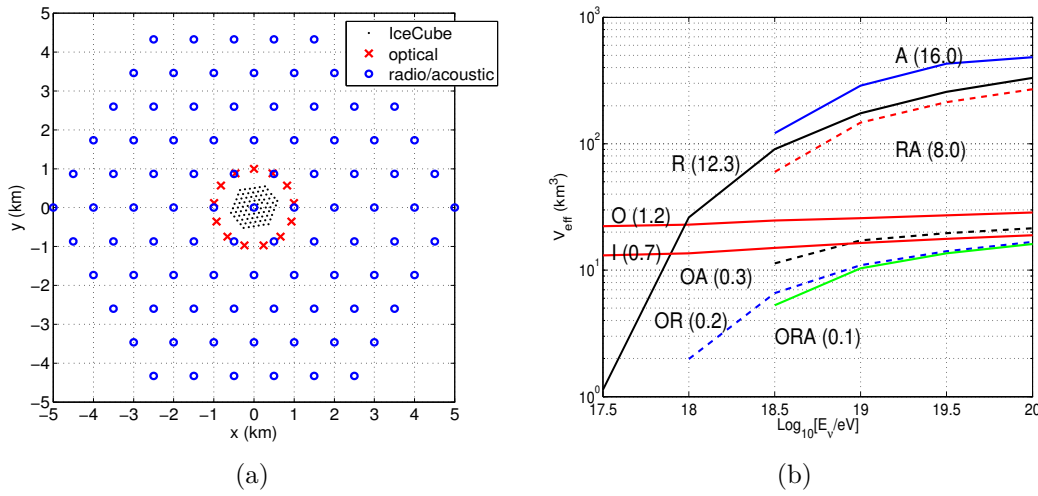 IceCube
optical
radio/acoustic
5
4
3
2
1
0
−1
−2
−3
−4
−5
y (km)
−5 −4 −3 −2 −1 0 1 2 3 4 5
x (km)
(a)
10³
10²
10¹
10⁰
V_eff (km³)
A (16.0)
R (12.3)
RA (8.0)
O (1.2)
I (0.7)
OA (0.3)
OR (0.2)
ORA (0.1)
17.5 18 18.5 19 19.5 20
Log₁₀[E_ν/eV]
(b)